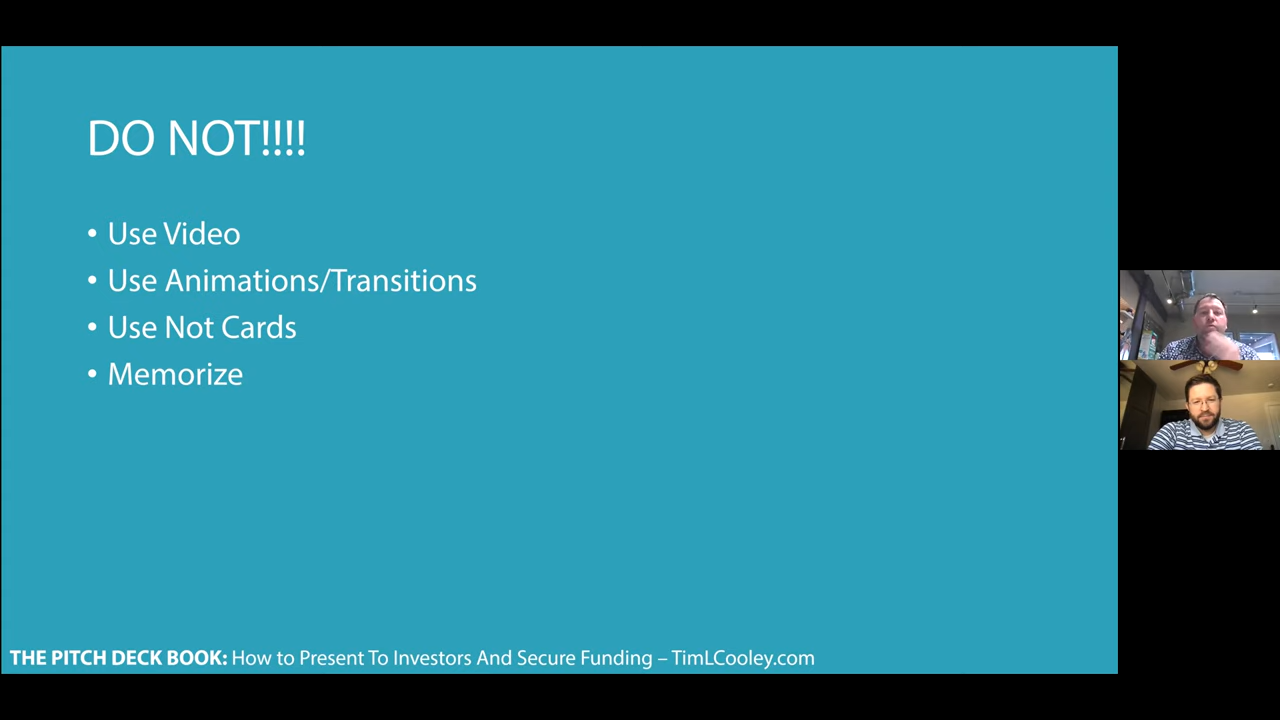 DO NOT!!!!
• Use Video
• Use Animations/Transitions
• Use Not Cards
• Memorize
THE PITCH DECK BOOK: How to Present To Investors And Secure Funding – TimLCooley.com